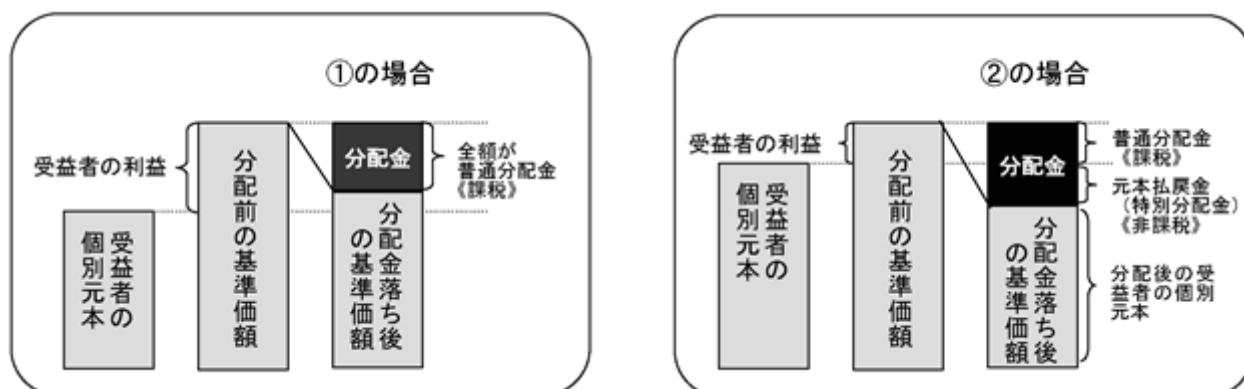 ①の場合
受益者の利益
受益者の
個別元本
分配前の基準価額
分配金
分配金落ち後
の基準価額
全額が
普通分配金
《課税》
②の場合
受益者の利益
受益者の
個別元本
分配前の基準価額
分配金
分配金落ち後
の基準価額
普通分配金
《課税》
元本払戻金
(特別分配金)
《非課税》
分配後の受
益者の個別
元本